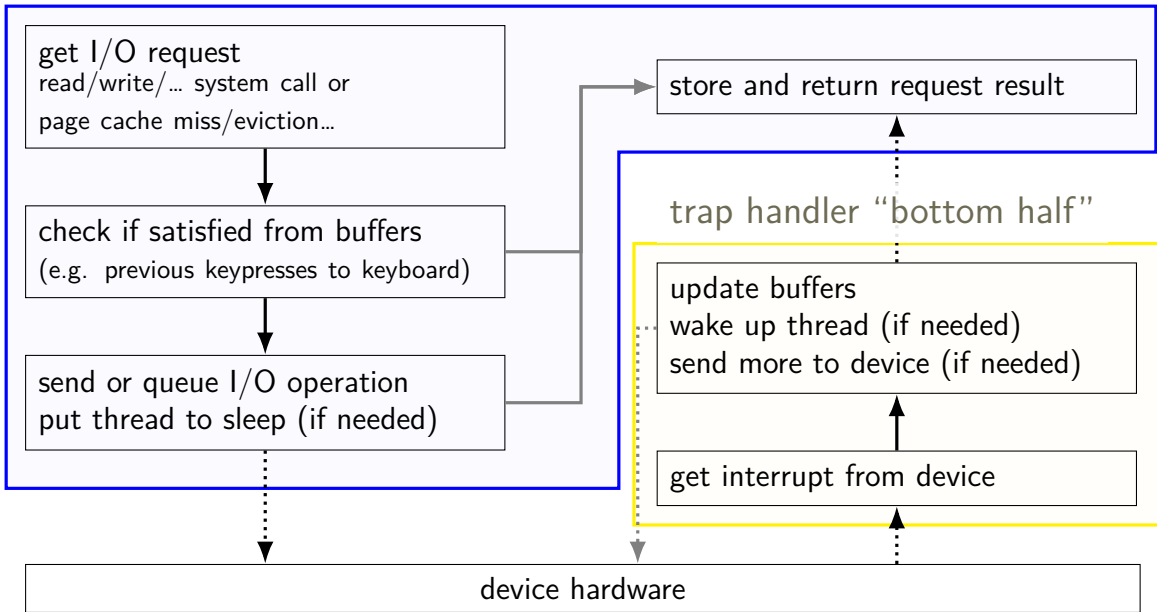 get I/O request
read/write/… system call or
page cache miss/eviction…
store and return request result
check if satisfied from buffers
(e.g. previous keypresses to keyboard)
trap handler “bottom half”
update buffers
wake up thread (if needed)
send more to device (if needed)
send or queue I/O operation
put thread to sleep (if needed)
get interrupt from device
device hardware